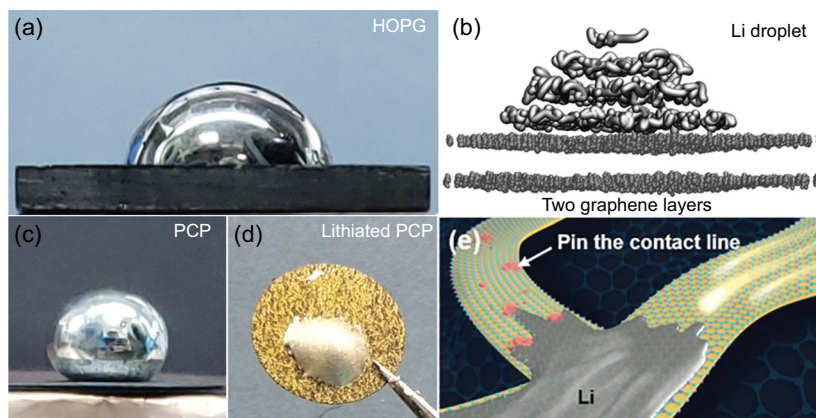 (a)
HOPG
(b)
Li droplet
Two graphene layers
(c)
PCP
(d)
Lithiated PCP
(e)
Pin the contact line
Li